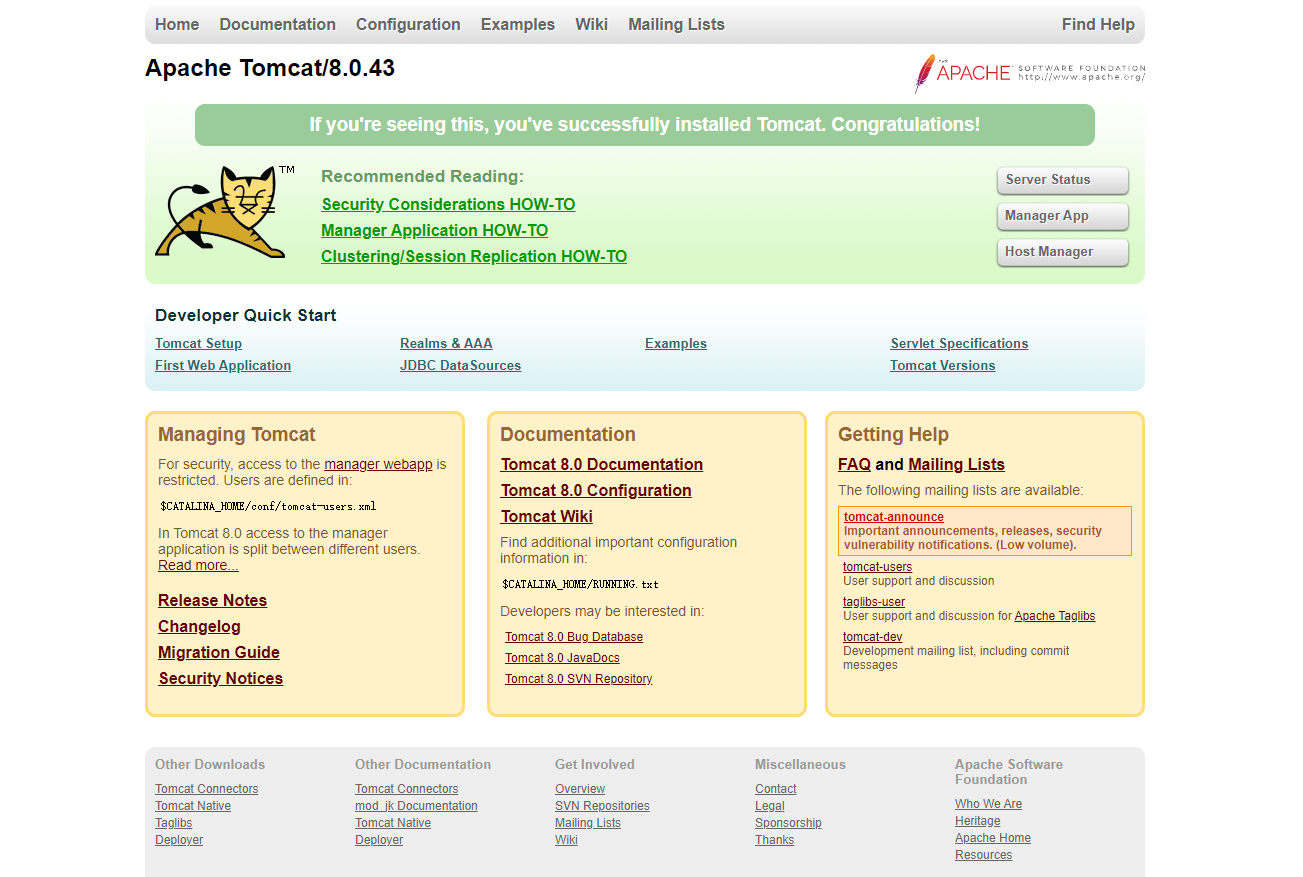 Home Documentation Configuration Examples Wiki Mailing Lists Find Help
Apache Tomcat/8.0.43
THE APACHE SOFTWARE FOUNDATION
http://www.apache.org/
If you're seeing this, you've successfully installed Tomcat. Congratulations!
TM
Recommended Reading:
Security Considerations HOW-TO
Manager Application HOW-TO
Clustering/Session Replication HOW-TO
Server Status
Manager App
Host Manager
Developer Quick Start
Tomcat Setup
First Web Application
Realms & AAA
JDBC DataSources
Examples
Servlet Specifications
Tomcat Versions
Managing Tomcat
For security, access to the manager webapp is
restricted. Users are defined in:
$CATALINA_HOME/conf/tomcat-users.xml
In Tomcat 8.0 access to the manager
application is split between different users.
Read more...
Release Notes
Changelog
Migration Guide
Security Notices
Documentation
Tomcat 8.0 Documentation
Tomcat 8.0 Configuration
Tomcat Wiki
Find additional important configuration
information in:
$CATALINA_HOME/RUNNING.txt
Developers may be interested in:
Tomcat 8.0 Bug Database
Tomcat 8.0 JavaDocs
Tomcat 8.0 SVN Repository
Getting Help
FAQ and Mailing Lists
The following mailing lists are available:
tomcat-announce
Important announcements, releases, security
vulnerability notifications. (Low volume).
tomcat-users
User support and discussion
taglibs-user
User support and discussion for Apache Taglibs
tomcat-dev
Development mailing list, including commit
messages
Other Downloads
Tomcat Connectors
Tomcat Native
Taglibs
Deployer
Other Documentation
Tomcat Connectors
mod_jk Documentation
Tomcat Native
Deployer
Get Involved
Overview
SVN Repositories
Mailing Lists
Wiki
Miscellaneous
Contact
Legal
Sponsorship
Thanks
Apache Software
Foundation
Who We Are
Heritage
Apache Home
Resources